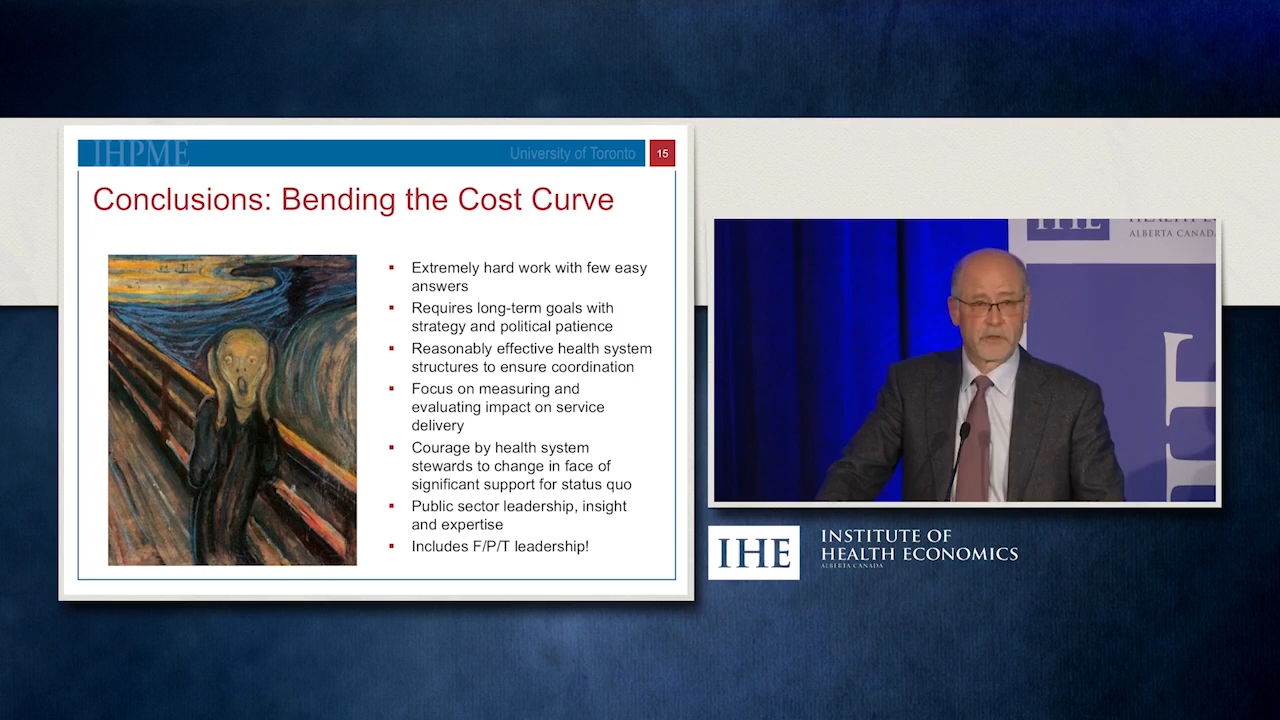 IHPME
University of Toronto
15
Conclusions: Bending the Cost Curve
▪ Extremely hard work with few easy
answers
▪ Requires long-term goals with
strategy and political patience
▪ Reasonably effective health system
structures to ensure coordination
▪ Focus on measuring and
evaluating impact on service
delivery
▪ Courage by health system
stewards to change in face of
significant support for status quo
▪ Public sector leadership, insight
and expertise
▪ Includes F/P/T leadership!
IHE
ALBERTA CANADA
IHE
INSTITUTE OF
HEALTH ECONOMICS
ALBERTA CANADA